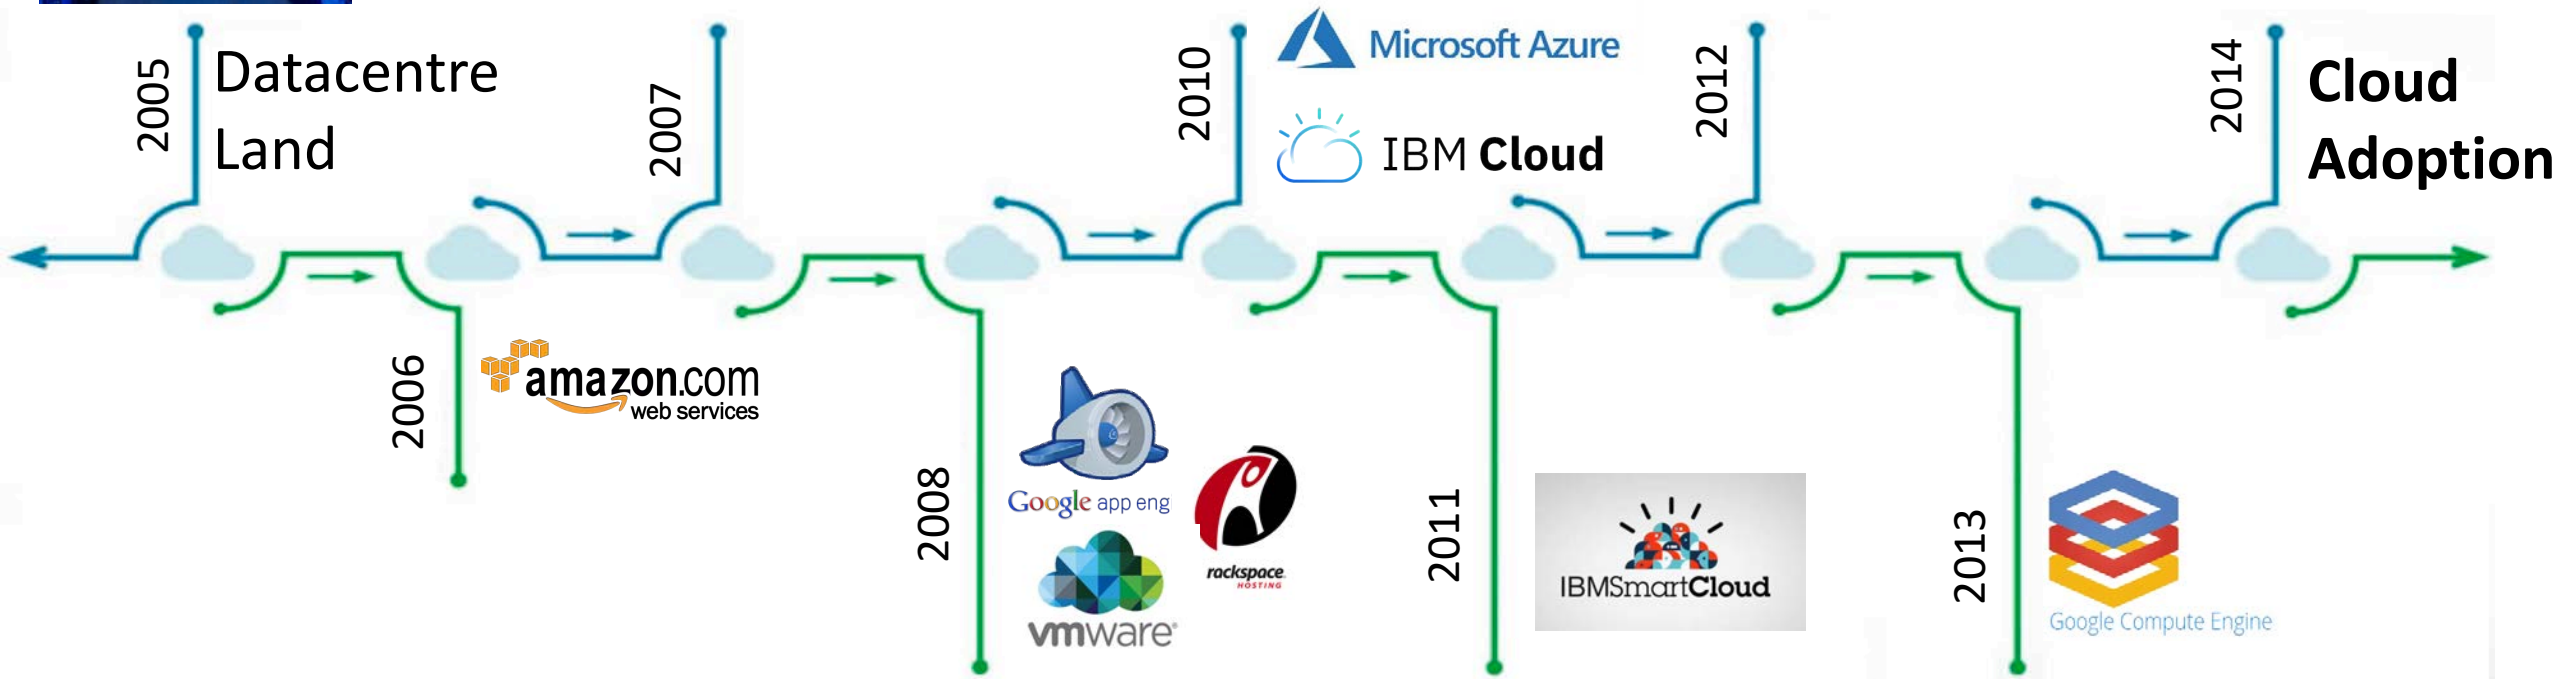 2005
Datacentre
Land
2006
amazon.com
web services
2007
2008
Google app eng
vmware
rackspace.
HOSTING
2010
Microsoft Azure
IBM Cloud
2011
IBMSmartCloud
2012
2013
Google Compute Engine
2014
Cloud
Adoption